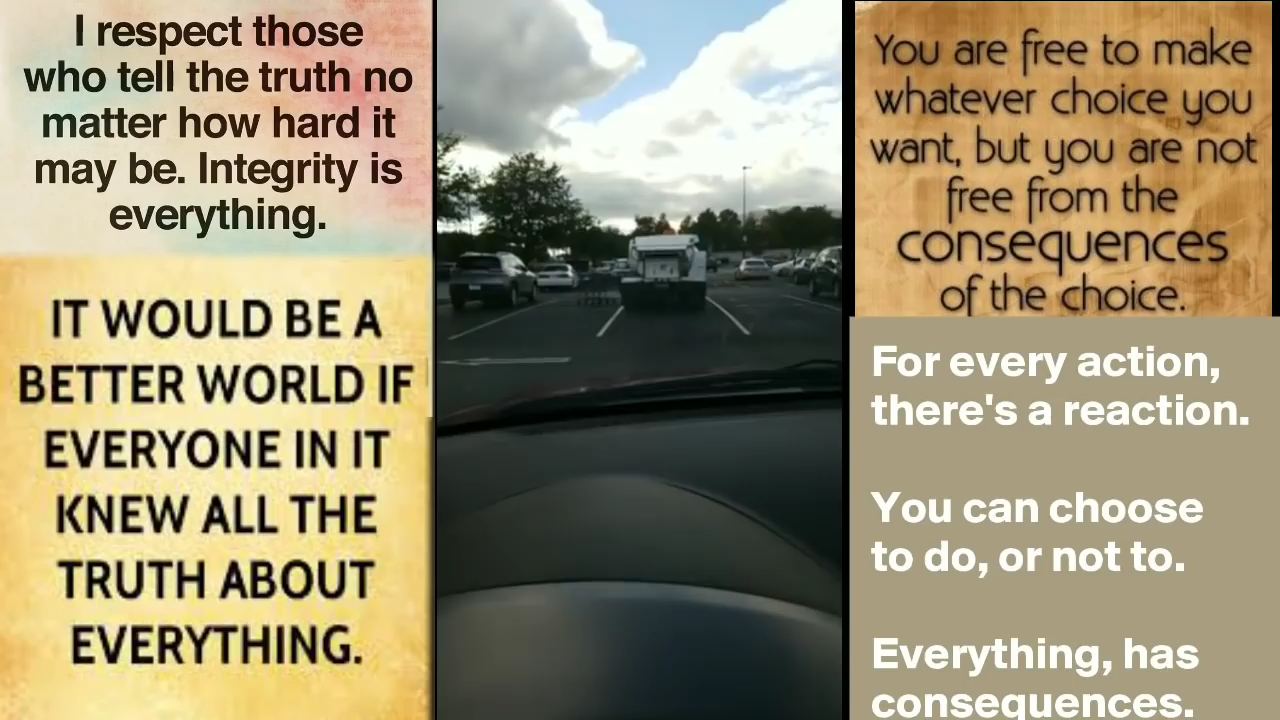 I respect those
who tell the truth no
matter how hard it
may be. Integrity is
everything.
IT WOULD BE A
BETTER WORLD IF
EVERYONE IN IT
KNEW ALL THE
TRUTH ABOUT
EVERYTHING.
You are free to make
whatever choice you
want, but you are not
free from the
consequences
of the choice.
For every action,
there's a reaction.
You can choose
to do, or not to.
Everything, has
consequences.